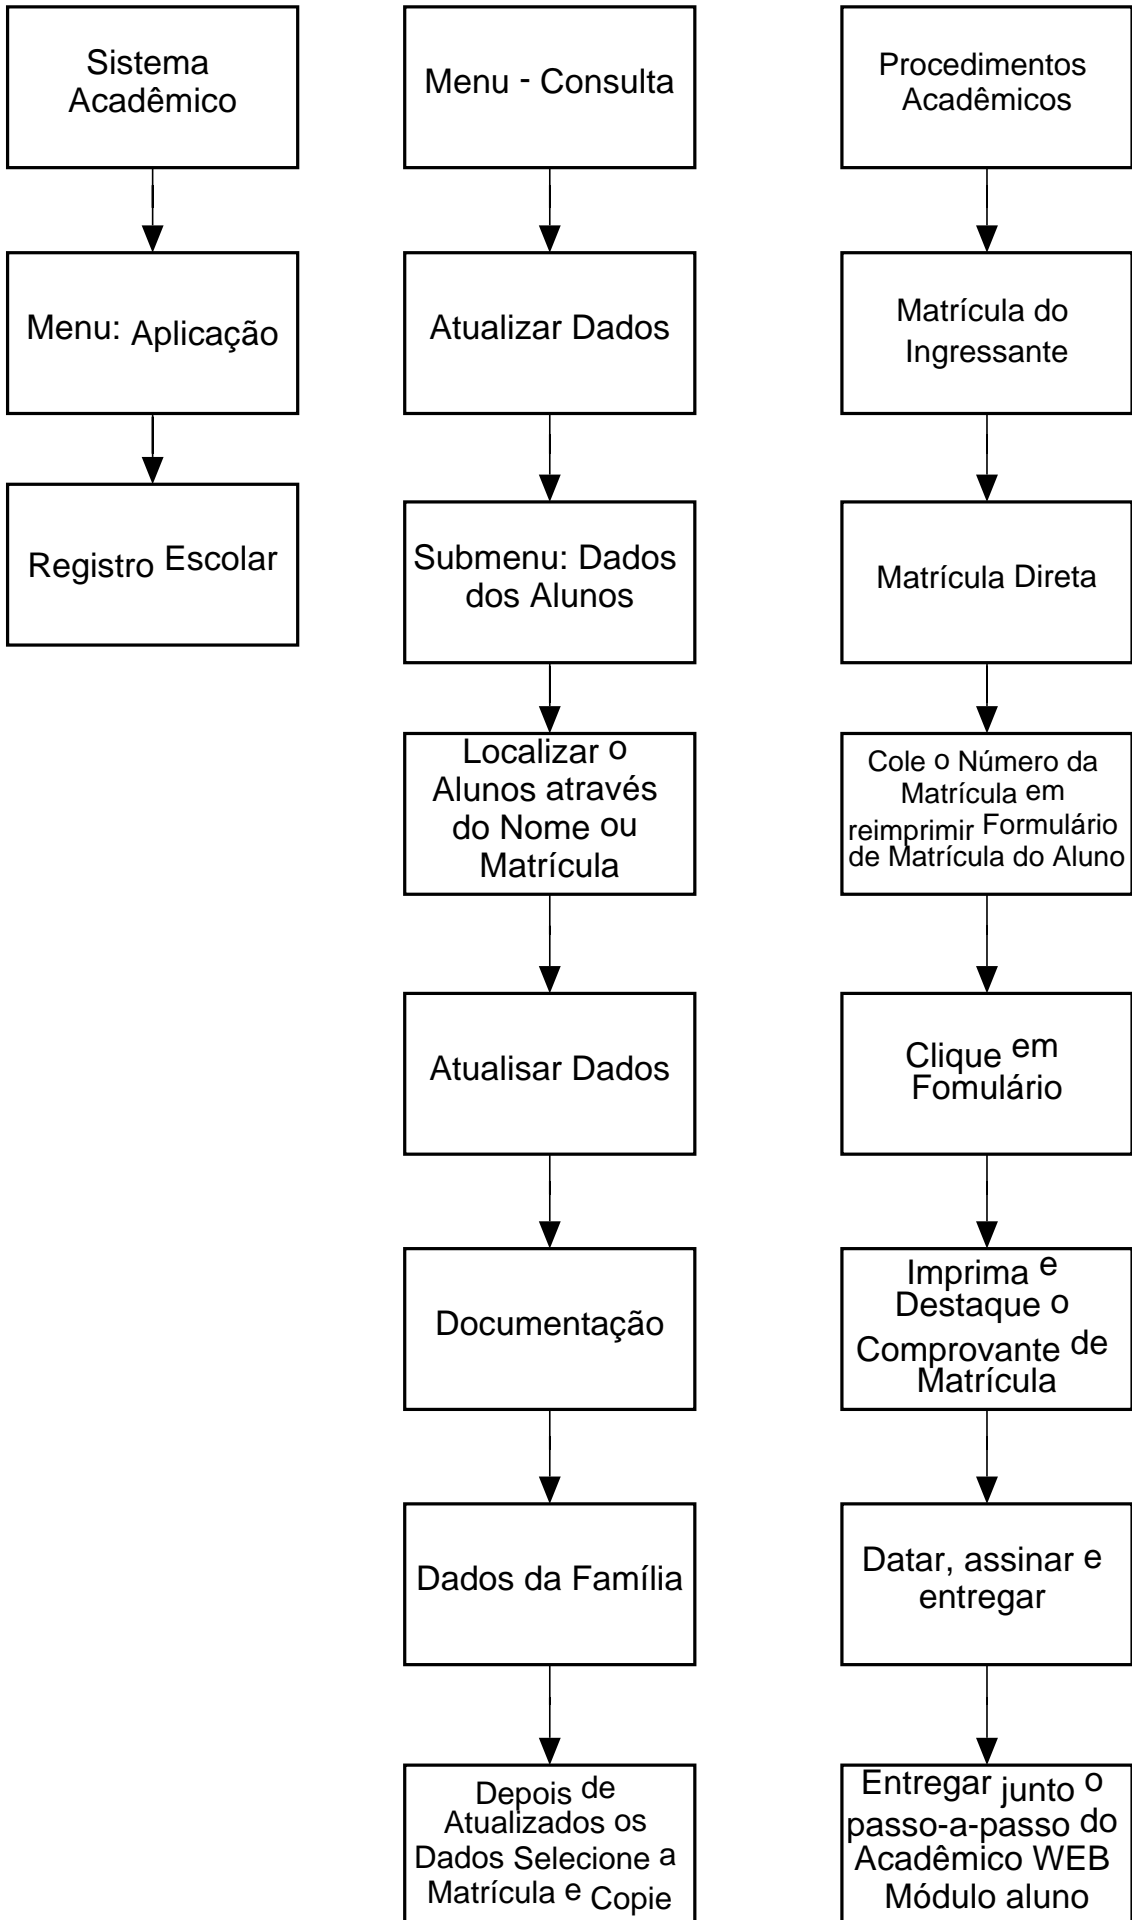 Sistema
Acadêmico
Menu: Aplicação
Registro Escolar
Menu - Consulta
Atualizar Dados
Submenu: Dados
dos Alunos
Localizar o
Alunos através
do Nome ou
Matrícula
Atualisar Dados
Documentação
Dados da Família
Depois de
Atualizados os
Dados Selecione a
Matrícula e Copie
Procedimentos
Acadêmicos
Matrícula do
Ingressante
Matrícula Direta
Cole o Número da
Matrícula em
reimprimir Formulário
de Matrícula do Aluno
Clique em
Fomulário
Imprima e
Destaque o
Comprovante de
Matrícula
Datar, assinar e
entregar
Entregar junto o
passo-a-passo do
Acadêmico WEB
Módulo aluno